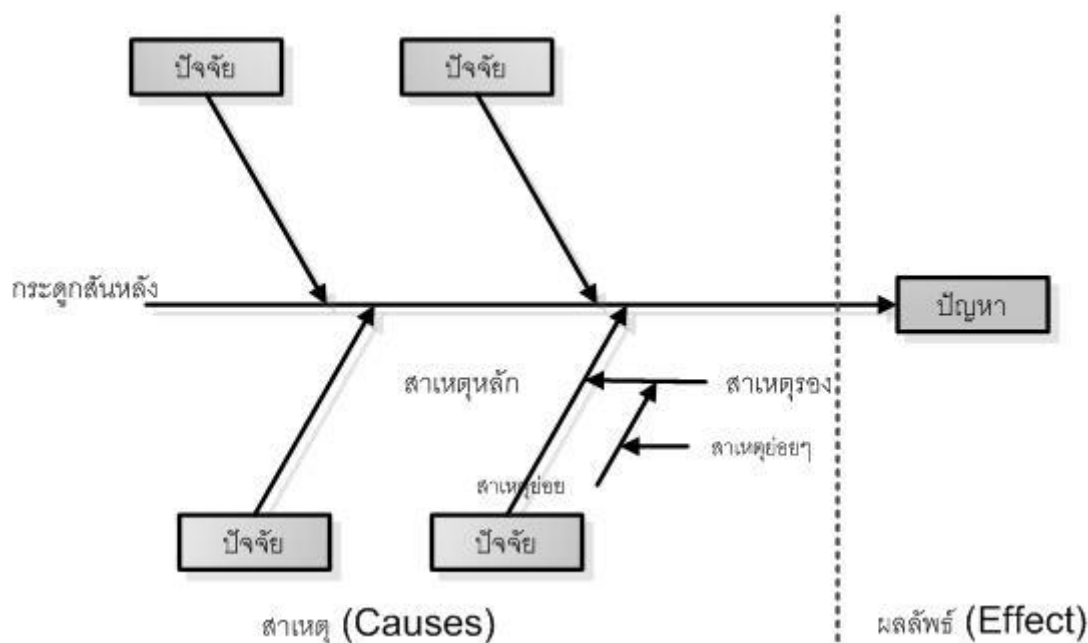 ปัจจัย
ปัจจัย
กระดูกสันหลัง
ปัญหา
สาเหตุหลัก
สาเหตุรอง
สาเหตุย่อยๆ
สาเหตุย่อย
ปัจจัย
ปัจจัย
สาเหตุ (Causes)
ผลลัพธ์ (Effect)